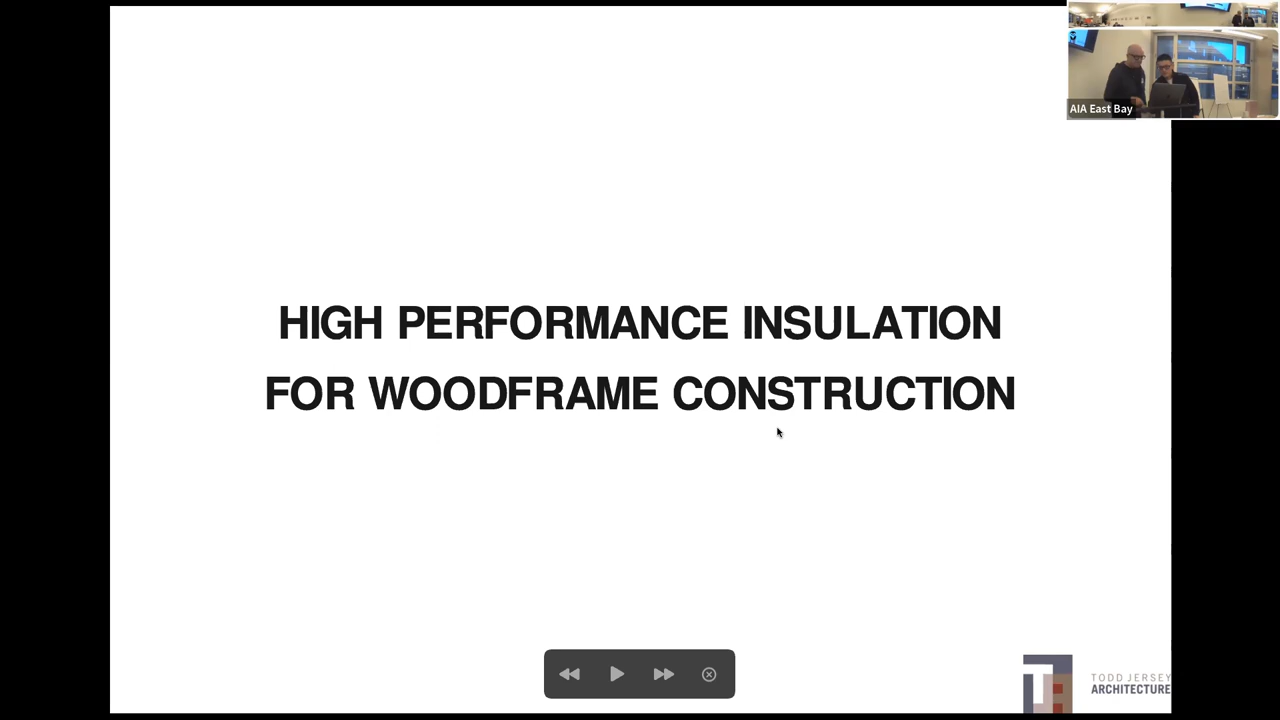 AIA East Bay
HIGH PERFORMANCE INSULATION
FOR WOODFRAME CONSTRUCTION
TODD JERSEY
ARCHITECTURE